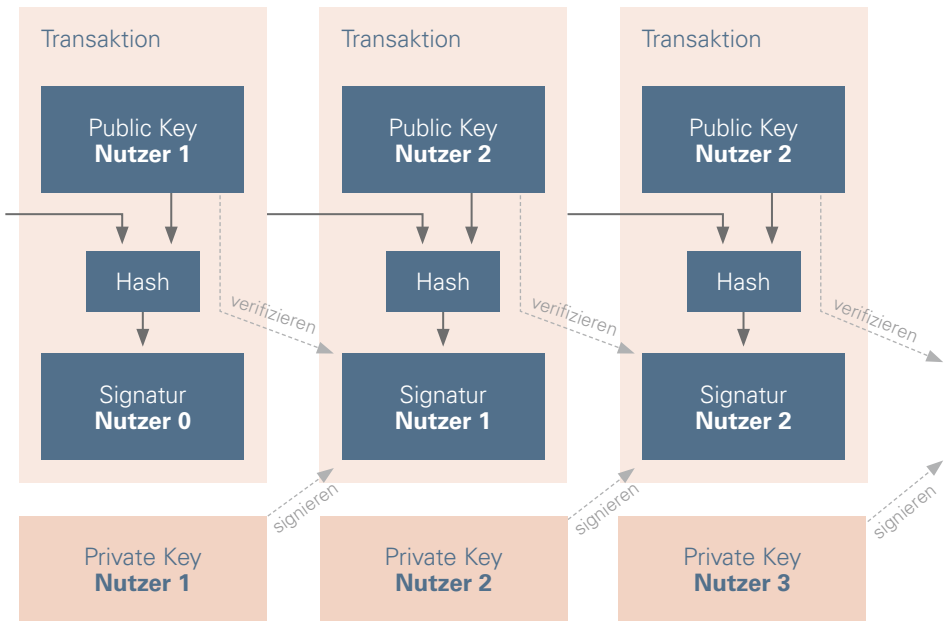 Transaktion
Transaktion
Transaktion
Public Key
Nutzer 1
Public Key
Nutzer 2
Public Key
Nutzer 2
Hash
Hash
Hash
verifizieren
verifizieren
verifizieren
Signatur
Nutzer 0
Signatur
Nutzer 1
Signatur
Nutzer 2
signieren
signieren
signieren
Private Key
Nutzer 1
Private Key
Nutzer 2
Private Key
Nutzer 3